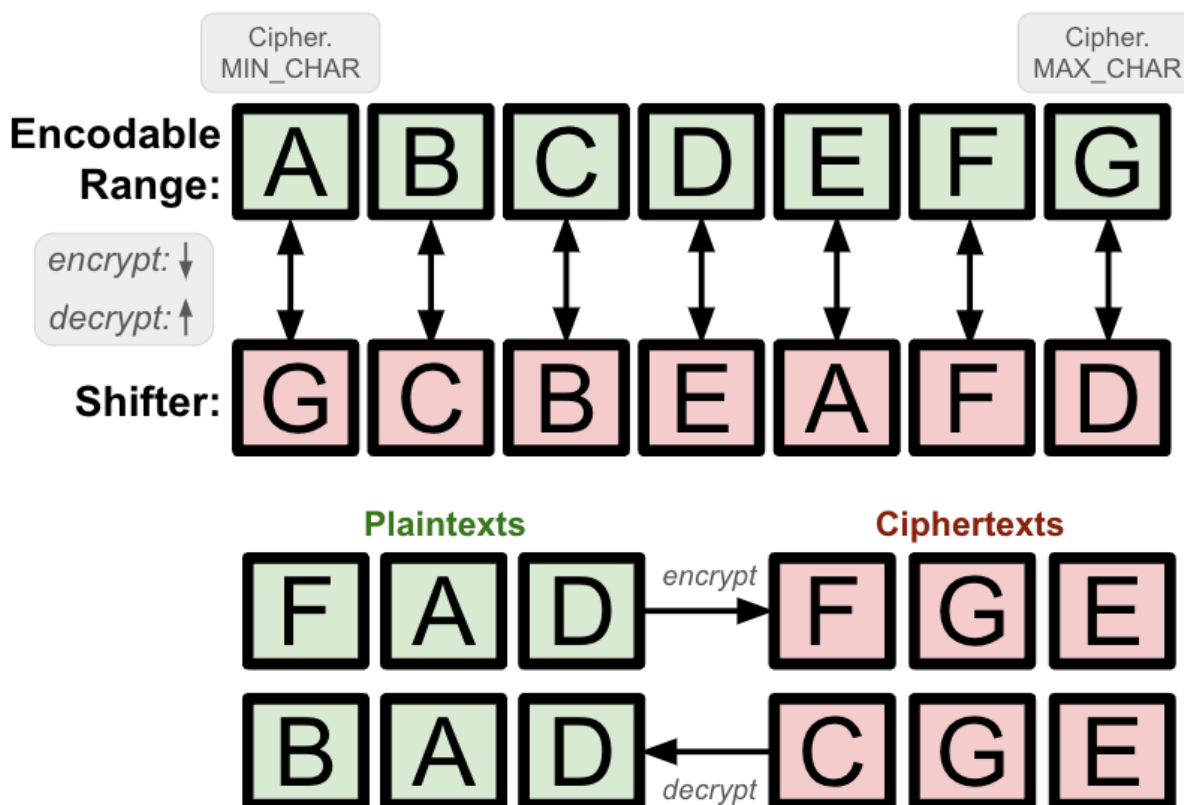 Cipher.
MIN_CHAR
Cipher.
MAX_CHAR
Encodable
Range:
A B C D E F G
encrypt: ↓
decrypt: ↑
Shifter:
G C B E A F D
Plaintexts Ciphertexts
F A D encrypt F G E
B A D decrypt C G E